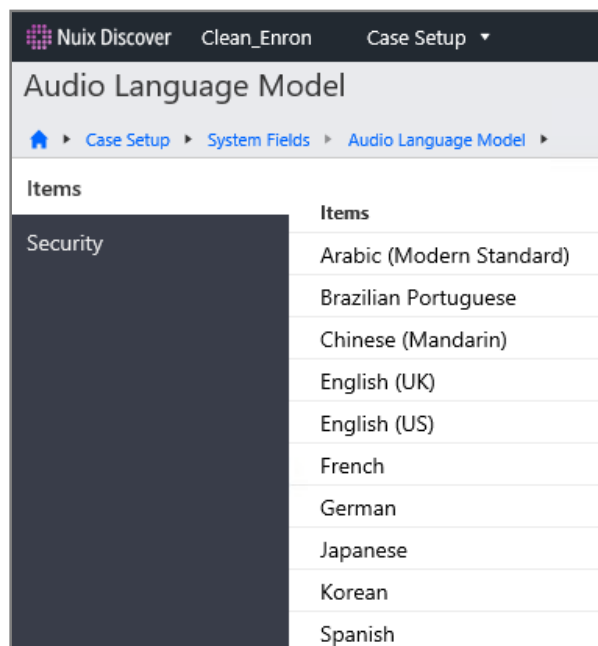 Nuix Discover Clean_Enron Case Setup ▼
Audio Language Model
Case Setup ▸ System Fields ▸ Audio Language Model ▸
Items
Security
Items
Arabic (Modern Standard)
Brazilian Portuguese
Chinese (Mandarin)
English (UK)
English (US)
French
German
Japanese
Korean
Spanish